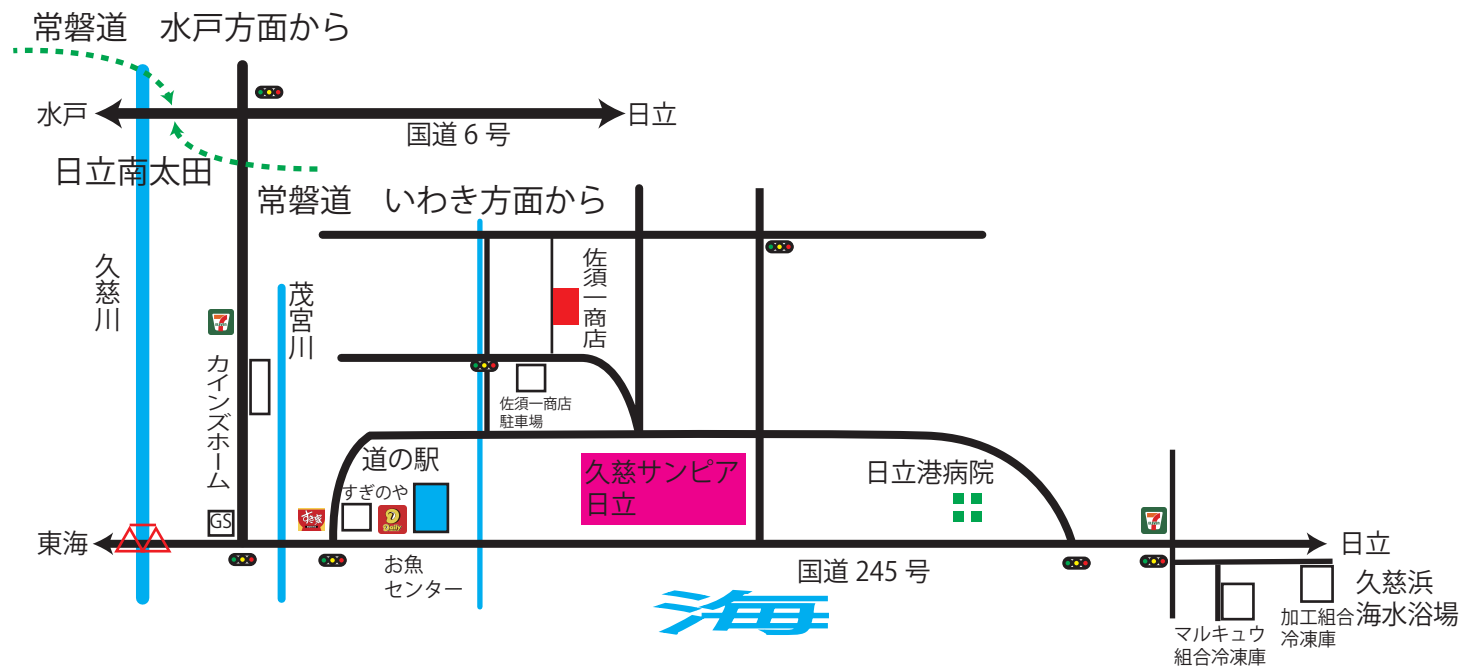 常磐道　水戸方面から
水戸
日立
国道 6 号
日立南太田
常磐道　いわき方面から
久慈川
茂宮川
佐須一商店
7
カインズホーム
佐須一商店
駐車場
道の駅
すぎのや
久慈サンピア
日立
日立港病院
GS
すき家
Daily
7
東海
お魚
センター
国道 245 号
日立
海
久慈浜
海水浴場
加工組合
冷凍庫
マルキュウ
組合冷凍庫